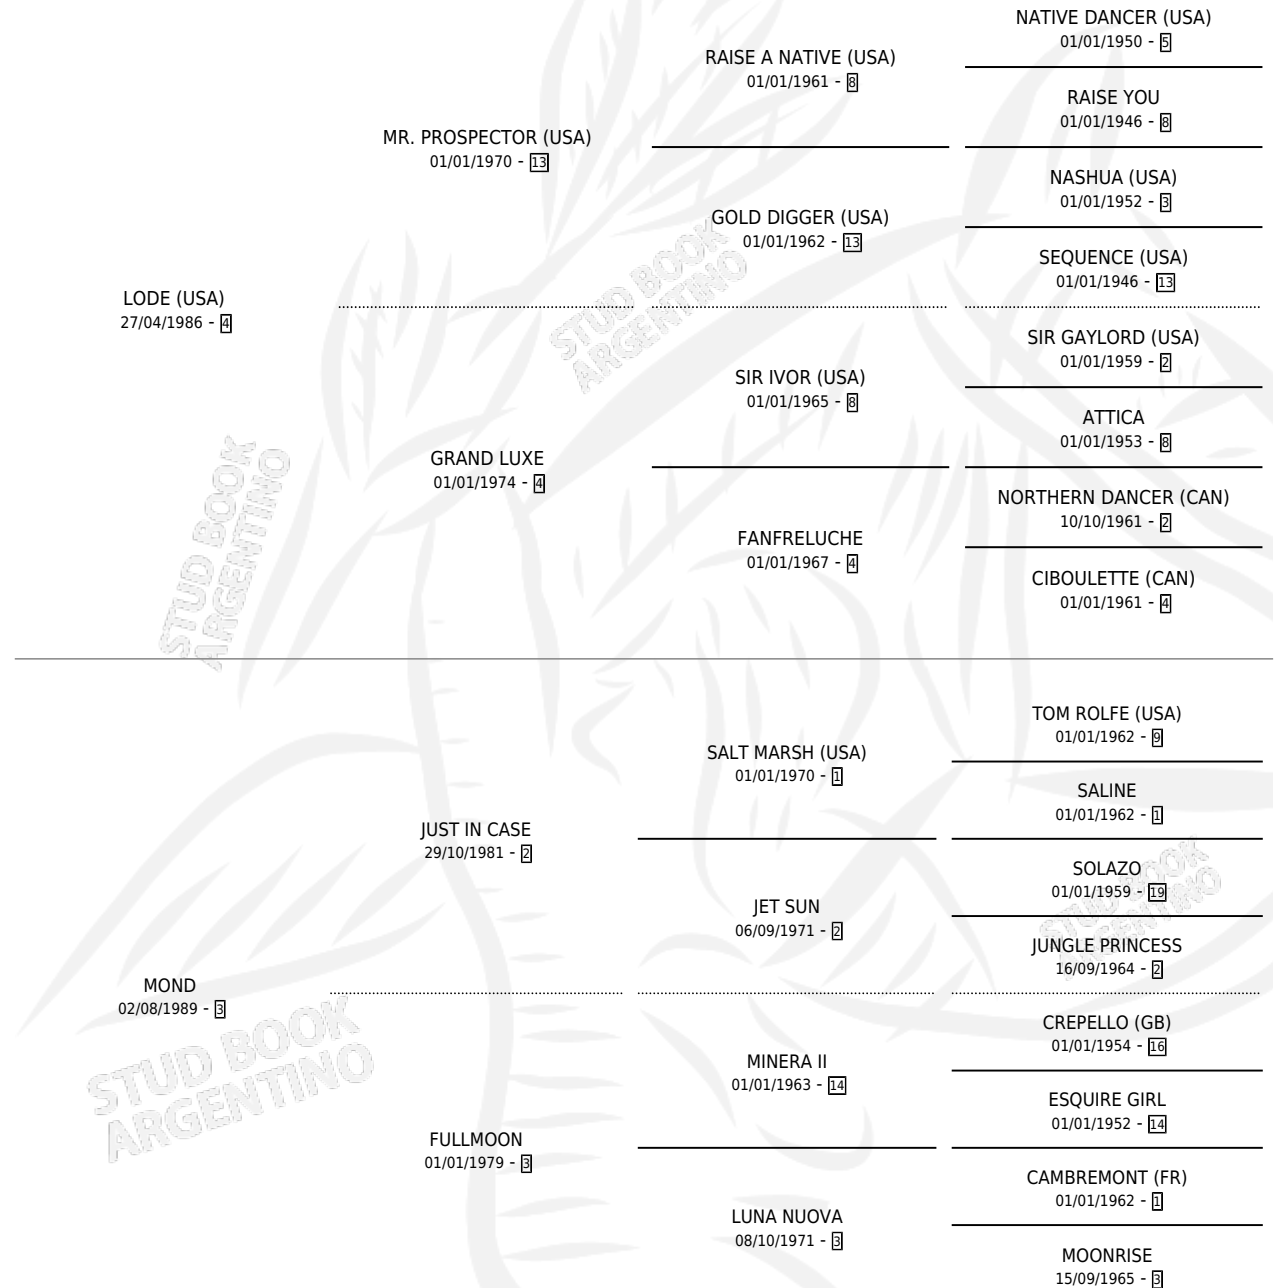 NATIVE DANCER (USA)
01/01/1950 - 5
RAISE A NATIVE (USA)
01/01/1961 - 8
RAISE YOU
01/01/1946 - 8
MR. PROSPECTOR (USA)
01/01/1970 - 13
NASHUA (USA)
01/01/1952 - 3
GOLD DIGGER (USA)
01/01/1962 - 13
SEQUENCE (USA)
01/01/1946 - 13
LODE (USA)
27/04/1986 - 4
SIR GAYLORD (USA)
01/01/1959 - 2
SIR IVOR (USA)
01/01/1965 - 8
ATTICA
01/01/1953 - 8
GRAND LUXE
01/01/1974 - 4
NORTHERN DANCER (CAN)
10/10/1961 - 2
FANFRELUCHE
01/01/1967 - 4
CIBOULETTE (CAN)
01/01/1961 - 4
TOM ROLFE (USA)
01/01/1962 - 9
SALT MARSH (USA)
01/01/1970 - 1
SALINE
01/01/1962 - 1
JUST IN CASE
29/10/1981 - 2
SOLAZO
01/01/1959 - 19
JET SUN
06/09/1971 - 2
JUNGLE PRINCESS
16/09/1964 - 2
MOND
02/08/1989 - 3
CREPELLO (GB)
01/01/1954 - 16
MINERA II
01/01/1963 - 14
ESQUIRE GIRL
01/01/1952 - 14
FULLMOON
01/01/1979 - 3
CAMBREMONT (FR)
01/01/1962 - 1
LUNA NUOVA
08/10/1971 - 3
MOONRISE
15/09/1965 - 3
STUD BOOK
ARGENTINO
STUD BOOK
ARGENTINO
STUD BOOK
ARGENTINO
STUD BOOK
ARGENTINO